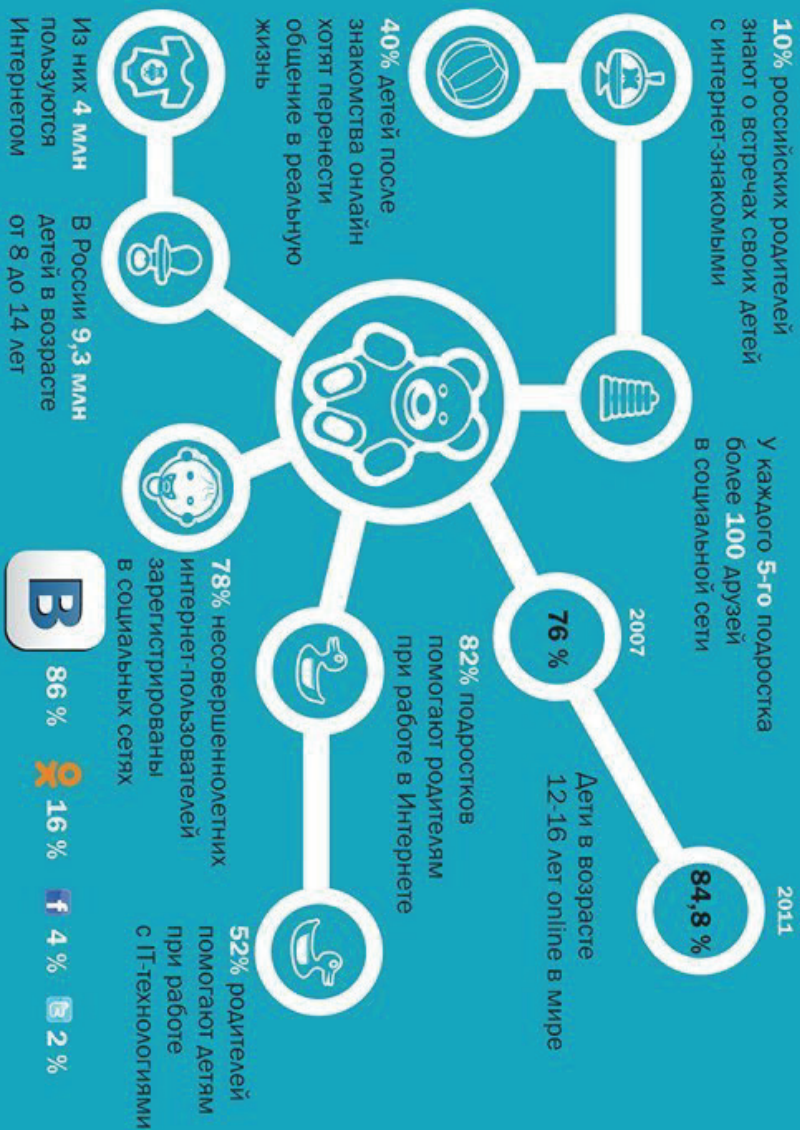 10% российских родителей
знают о встречах своих детей
с интернет-знакомыми
У каждого 5-го подростка
более 100 друзей
в социальной сети
2011
84,8 %
2007
76 %
Дети в возрасте
12-16 лет online в мире
40% детей после
знакомства онлайн
хотят перенести
общение в реальную
жизнь
82% подростков
помогают родителям
при работе в Интернете
52% родителей
помогают детям
при работе
с IT-технологиями
78% несовершеннолетних
интернет-пользователей
зарегистрированы
в социальных сетях
Из них 4 млн
пользуются
Интернетом
В России 9,3 млн
детей в возрасте
от 8 до 14 лет
В 86 % 16 % f 4 % t 2 %